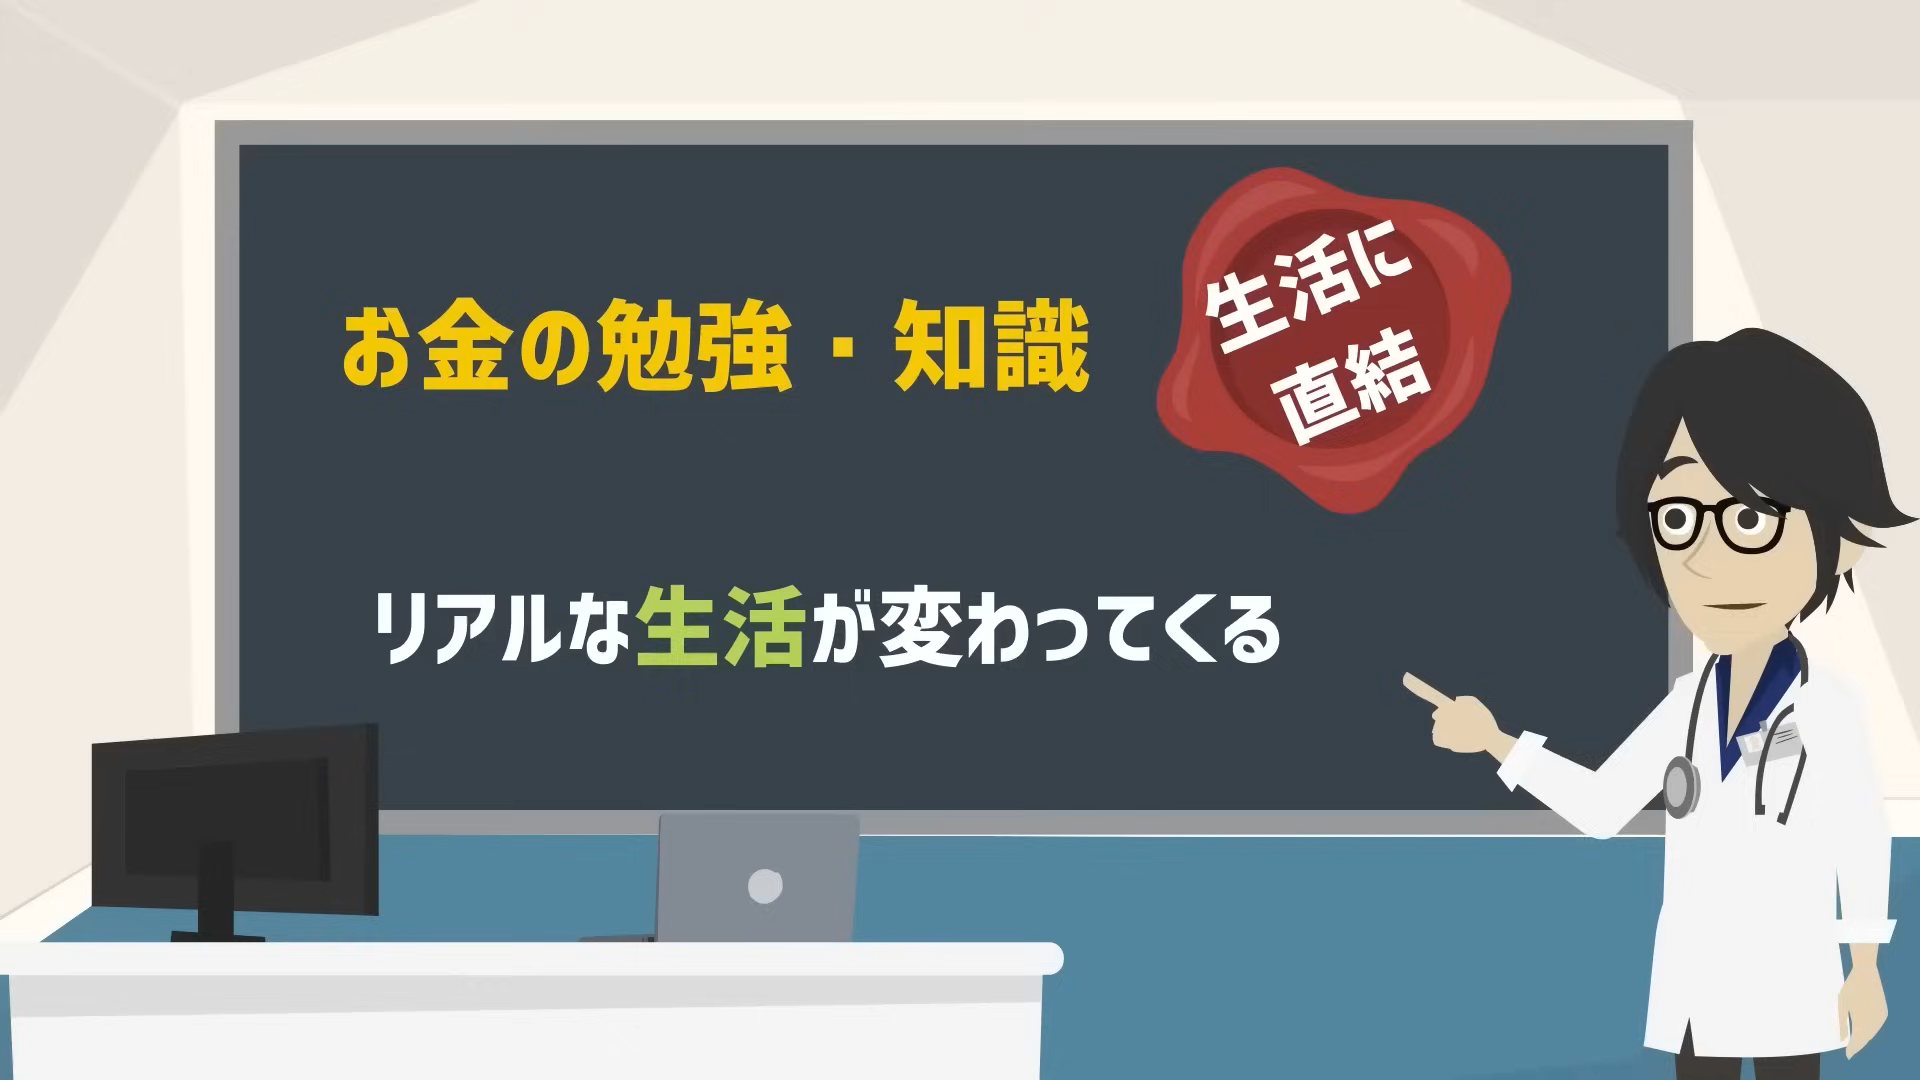 お金の勉強・知識
生活に
直結
リアルな生活が変わってくる